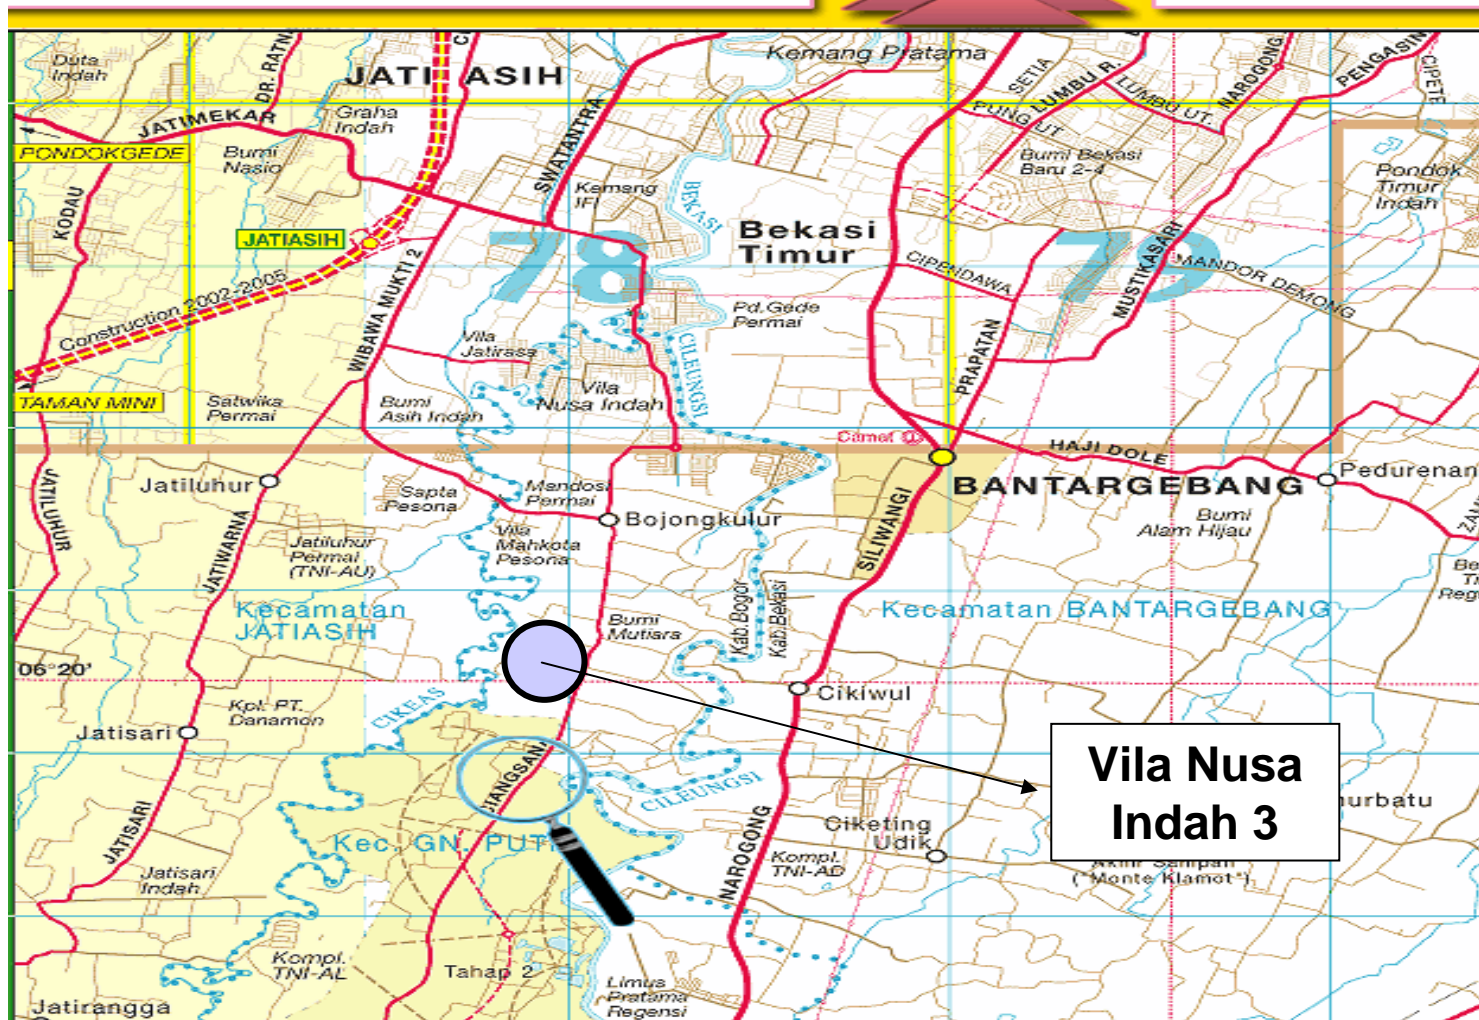 Duta
Indah
DR. RATN
JATI ASIH
C
Kemang Pratama
SETIA
LUMBU R.
LUMBU UT.
NAROGONG
PENGASIN
CIPETE
PUNG UT
JATIMEKAR
Graha
Indah
PONDOKGEDE
Bumi
Nasio
SWATANTRA
Kemang
IFI
BEKASI
Bumi Bekasi
Baru 2-4
Pondok
Timur
Indah
KODAU
JATIASIH
78
Bekasi
Timur
79
CIPENDAWA
MUSTIKASARI
MANDOR DEMONG
Construction 2002-2005
WIBAWA MUKTI 2
Pd.Gede
Permai
Vila
Jatirasa
CILEUNGSI
PRAPATAN
TAMAN MINI
Satwika
Permai
Bumi
Asih Indah
Vila
Nusa Indah
Camat
HAJI DOLE
Pedurenan
JATILUHUR
Jatiluhur
Sapta
Pesona
Mandosi
Permai
BANTARGEBANG
Bojongkulur
SILIWANGI
Bumi
Alam Hijau
JATIWARNA
Jatiluhur
Permai
(TNI-AU)
Vila
Mahkota
Pesona
Kecamatan
JATIASIH
Bumi
Mutiara
Kab.Bogor
Kab.Bekasi
Kecamatan BANTARGEBANG
06°20'
Cikiwul
Kpl. PT.
Danamon
CIKEAS
Jatisari
Vila Nusa
Indah 3
CILEUNGSI
JATISARI
Kec. GN. PUT
NAROGONG
Ciketing
Udik
Kompl.
TNI-AD
("Monte Klamot")
Jatisari
Indah
Kompl.
TNI-AL
Tahap 2
Limus
Pratama
Regensi
Jatirangga